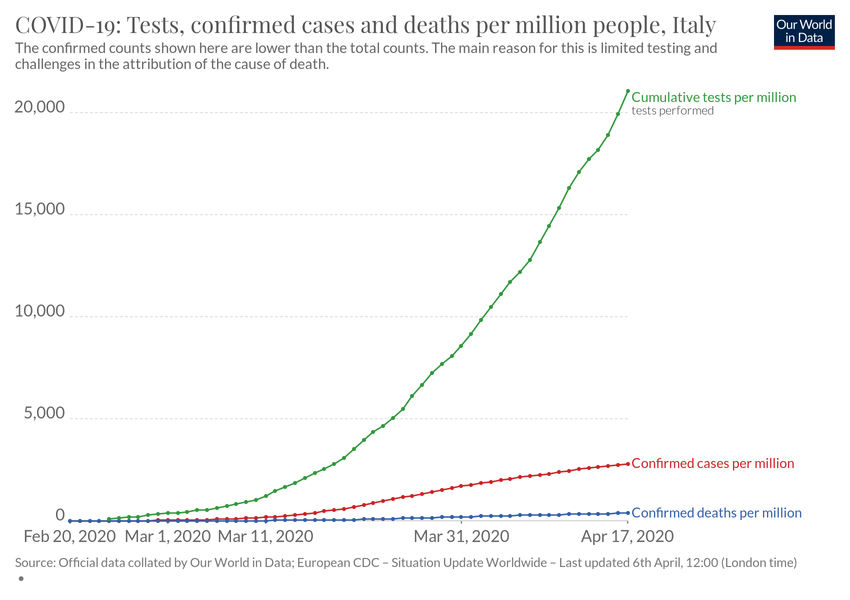 COVID-19: Tests, confirmed cases and deaths per million people, Italy
Our World
in Data
The confirmed counts shown here are lower than the total counts. The main reason for this is limited testing and
challenges in the attribution of the cause of death.
20,000
15,000
10,000
5,000
0
Cumulative tests per million
tests performed
Confirmed cases per million
Confirmed deaths per million
Feb 20, 2020 Mar 1, 2020 Mar 11, 2020 Mar 31, 2020 Apr 17, 2020
Source: Official data collated by Our World in Data; European CDC – Situation Update Worldwide – Last updated 6th April, 12:00 (London time)
•